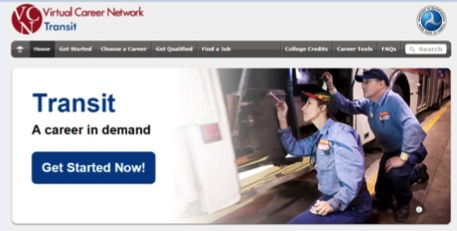 VCN Virtual Career Network
Transit
Home Get Started Choose a Career Get Qualified Find a Job College Credits Career Tools FAQs Search
Transit
A career in demand
Get Started Now!